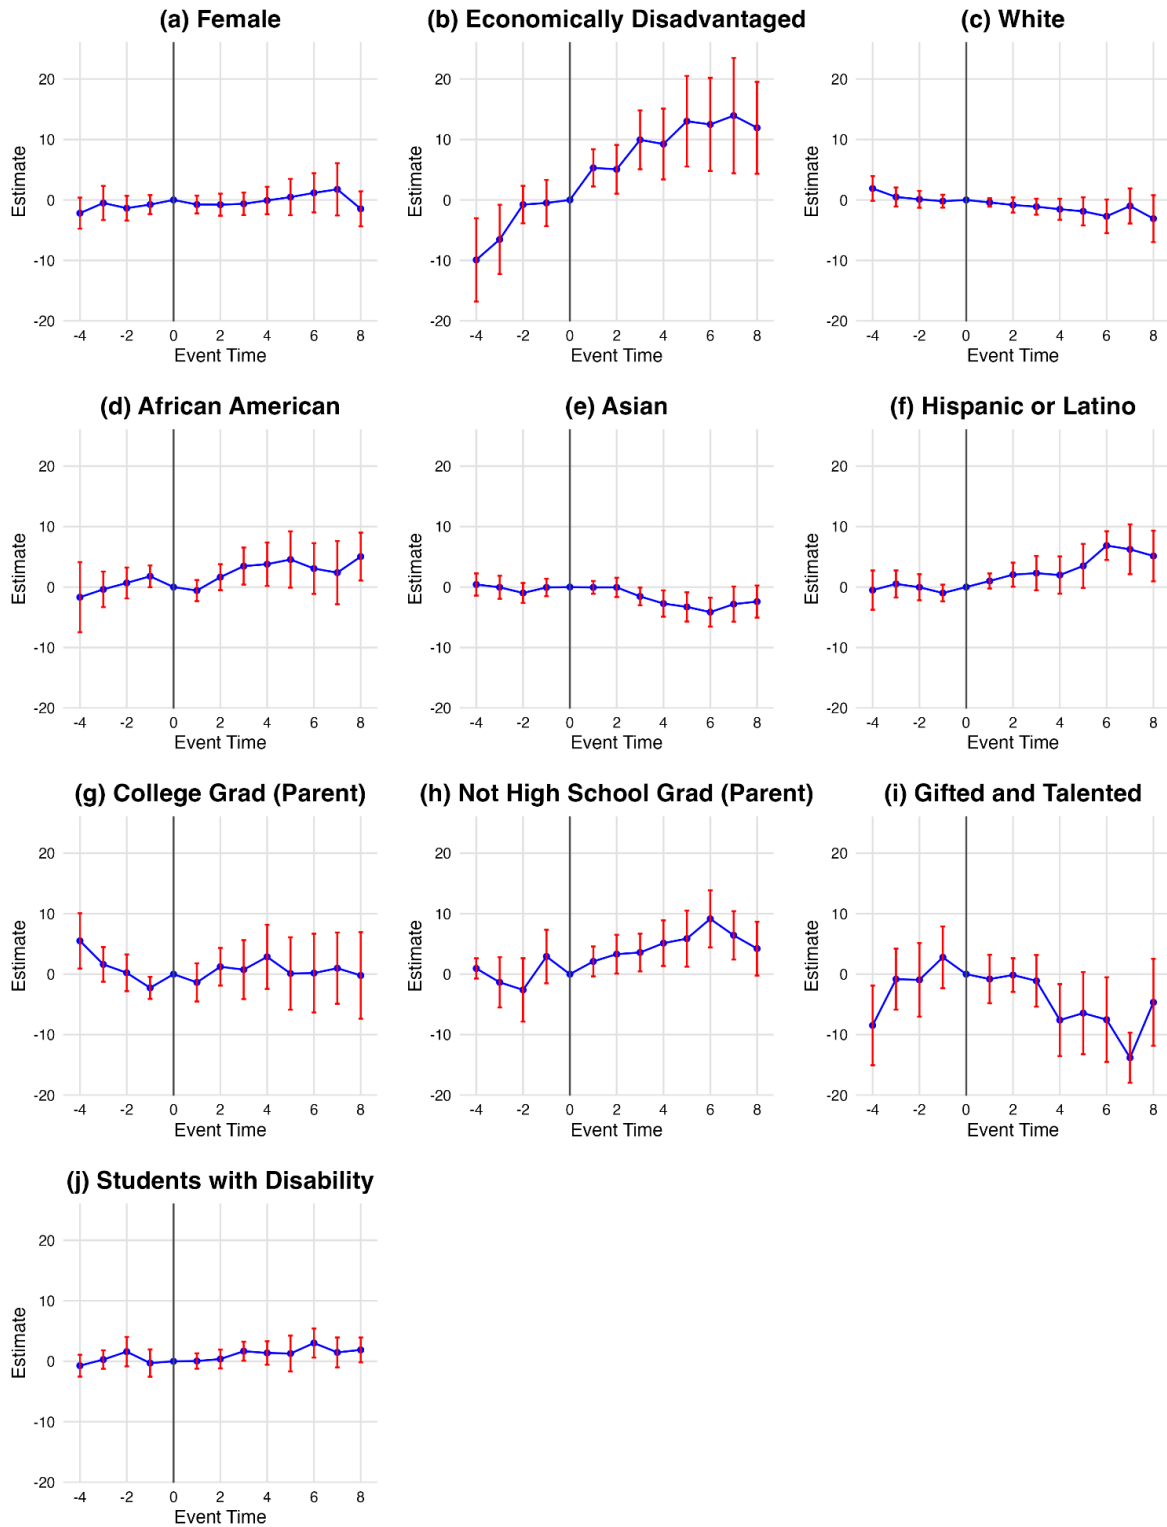 (a) Female
20
10
0
-10
-20
Estimate
-4 -2 0 2 4 6 8
Event Time
(b) Economically Disadvantaged
20
10
0
-10
-20
Estimate
-4 -2 0 2 4 6 8
Event Time
(c) White
20
10
0
-10
-20
Estimate
-4 -2 0 2 4 6 8
Event Time
(d) African American
20
10
0
-10
-20
Estimate
-4 -2 0 2 4 6 8
Event Time
(e) Asian
20
10
0
-10
-20
Estimate
-4 -2 0 2 4 6 8
Event Time
(f) Hispanic or Latino
20
10
0
-10
-20
Estimate
-4 -2 0 2 4 6 8
Event Time
(g) College Grad (Parent)
20
10
0
-10
-20
Estimate
-4 -2 0 2 4 6 8
Event Time
(h) Not High School Grad (Parent)
20
10
0
-10
-20
Estimate
-4 -2 0 2 4 6 8
Event Time
(i) Gifted and Talented
20
10
0
-10
-20
Estimate
-4 -2 0 2 4 6 8
Event Time
(j) Students with Disability
20
10
0
-10
-20
Estimate
-4 -2 0 2 4 6 8
Event Time